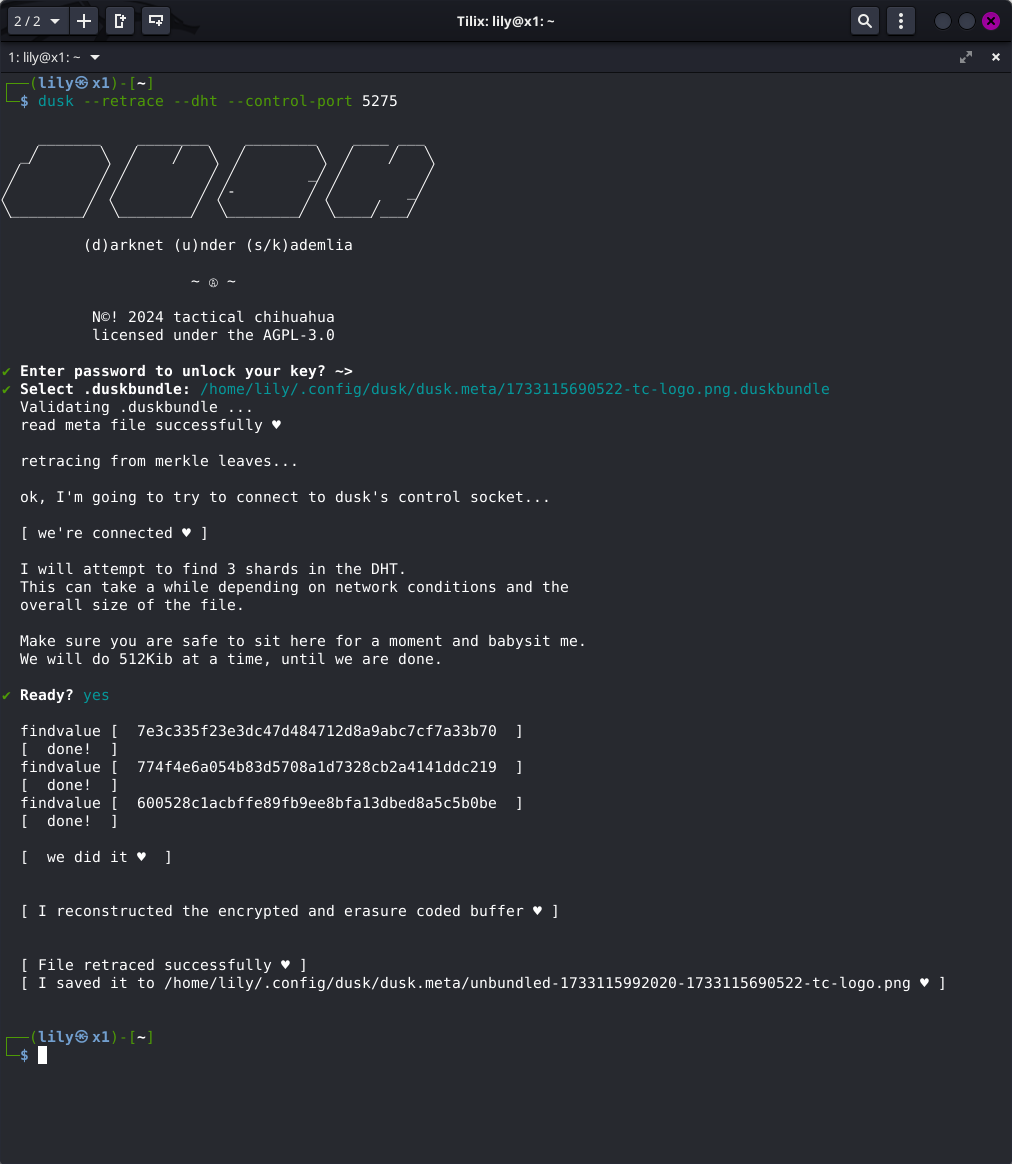 2 / 2
Tilix: lily@x1: ~
1: lily@x1: ~
┌──(lily㉿x1)-[~]
└─$ dusk --retrace --dht --control-port 5275
(d)arknet (u)nder (s/k)ademlia
~ Ⓐ ~
N©! 2024 tactical chihuahua
licensed under the AGPL-3.0
✔ Enter password to unlock your key? ~>
✔ Select .duskbundle: /home/lily/.config/dusk/dusk.meta/1733115690522-tc-logo.png.duskbundle
Validating .duskbundle ...
read meta file successfully ♥
retracing from merkle leaves...
ok, I'm going to try to connect to dusk's control socket...
[ we're connected ♥ ]
I will attempt to find 3 shards in the DHT.
This can take a while depending on network conditions and the
overall size of the file.
Make sure you are safe to sit here for a moment and babysit me.
We will do 512Kib at a time, until we are done.
✔ Ready? yes
findvalue [  7e3c335f23e3dc47d484712d8a9abc7cf7a33b70  ]
[  done!  ]
findvalue [  774f4e6a054b83d5708a1d7328cb2a4141ddc219  ]
[  done!  ]
findvalue [  600528c1acbffe89fb9ee8bfa13dbed8a5c5b0be  ]
[  done!  ]
[  we did it ♥  ]
[ I reconstructed the encrypted and erasure coded buffer ♥ ]
[ File retraced successfully ♥ ]
[ I saved it to /home/lily/.config/dusk/dusk.meta/unbundled-1733115992020-1733115690522-tc-logo.png ♥ ]
┌──(lily㉿x1)-[~]
└─$